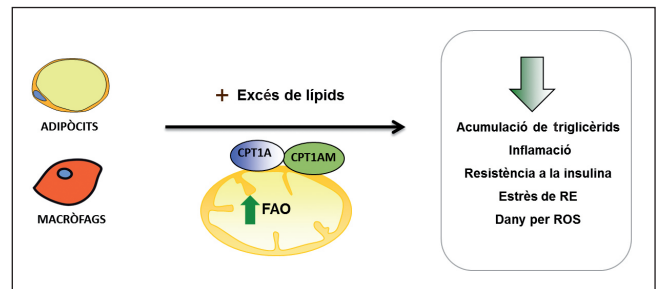 ADIPÒCITS
MACRÒFAGS
+ Excés de lípids
CPT1A
CPT1AM
FAO
Acumulació de triglicèrids
Inflamació
Resistència a la insulina
Estrès de RE
Dany per ROS